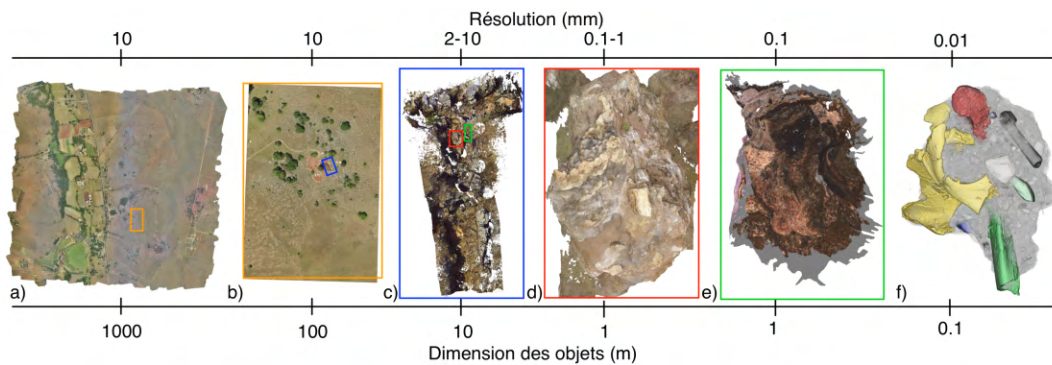 Résolution (mm)
10 10 2-10 0.1-1 0.1 0.01
a) b) c) d) e) f)
1000 100 10 1 1 0.1
Dimension des objets (m)